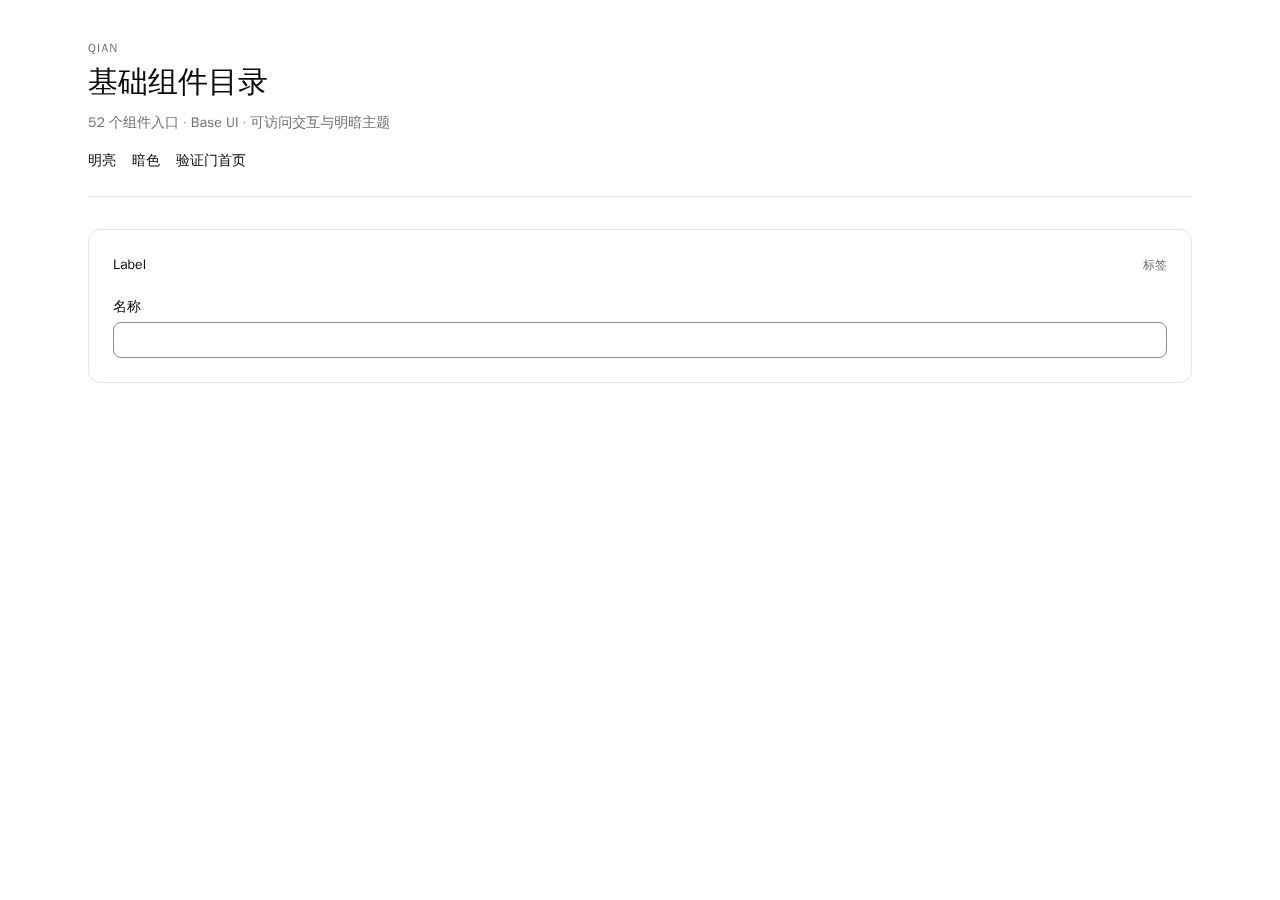 QIAN
基础组件目录
52 个组件入口 · Base UI · 可访问交互与明暗主题
明亮 暗色 验证门首页
Label 标签
名称